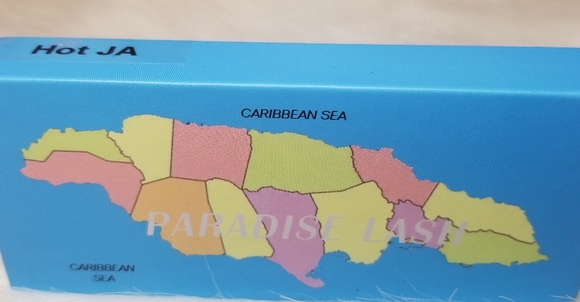 Hot JA
CARIBBEAN SEA
PARADISE LASH
CARIBBEAN
SEA